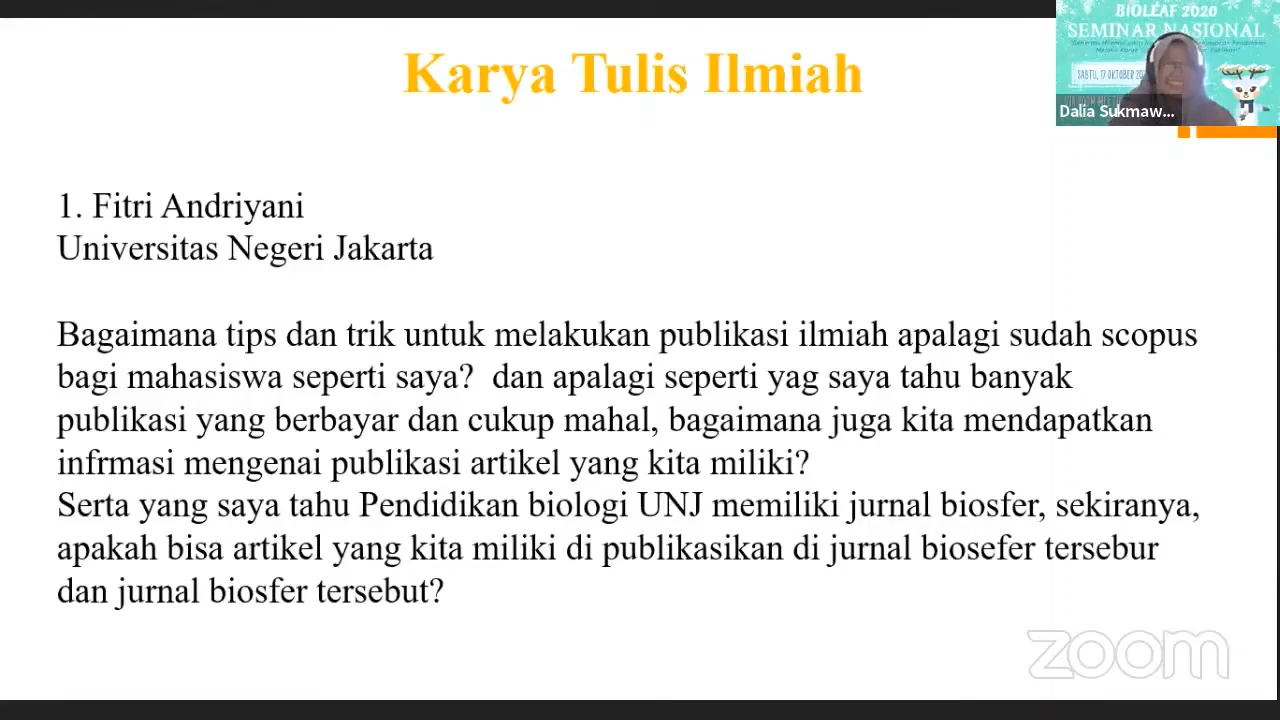 Karya Tulis Ilmiah
BIOLEAF 2020
SEMINAR NASIONAL
SABTU, 17 OKTOBER
Dalia Sukmaw...
1. Fitri Andriyani
Universitas Negeri Jakarta
Bagaimana tips dan trik untuk melakukan publikasi ilmiah apalagi sudah scopus
bagi mahasiswa seperti saya?  dan apalagi seperti yag saya tahu banyak
publikasi yang berbayar dan cukup mahal, bagaimana juga kita mendapatkan
infrmasi mengenai publikasi artikel yang kita miliki?
Serta yang saya tahu Pendidikan biologi UNJ memiliki jurnal biosfer, sekiranya,
apakah bisa artikel yang kita miliki di publikasikan di jurnal biosefer tersebur
dan jurnal biosfer tersebut?
zoom